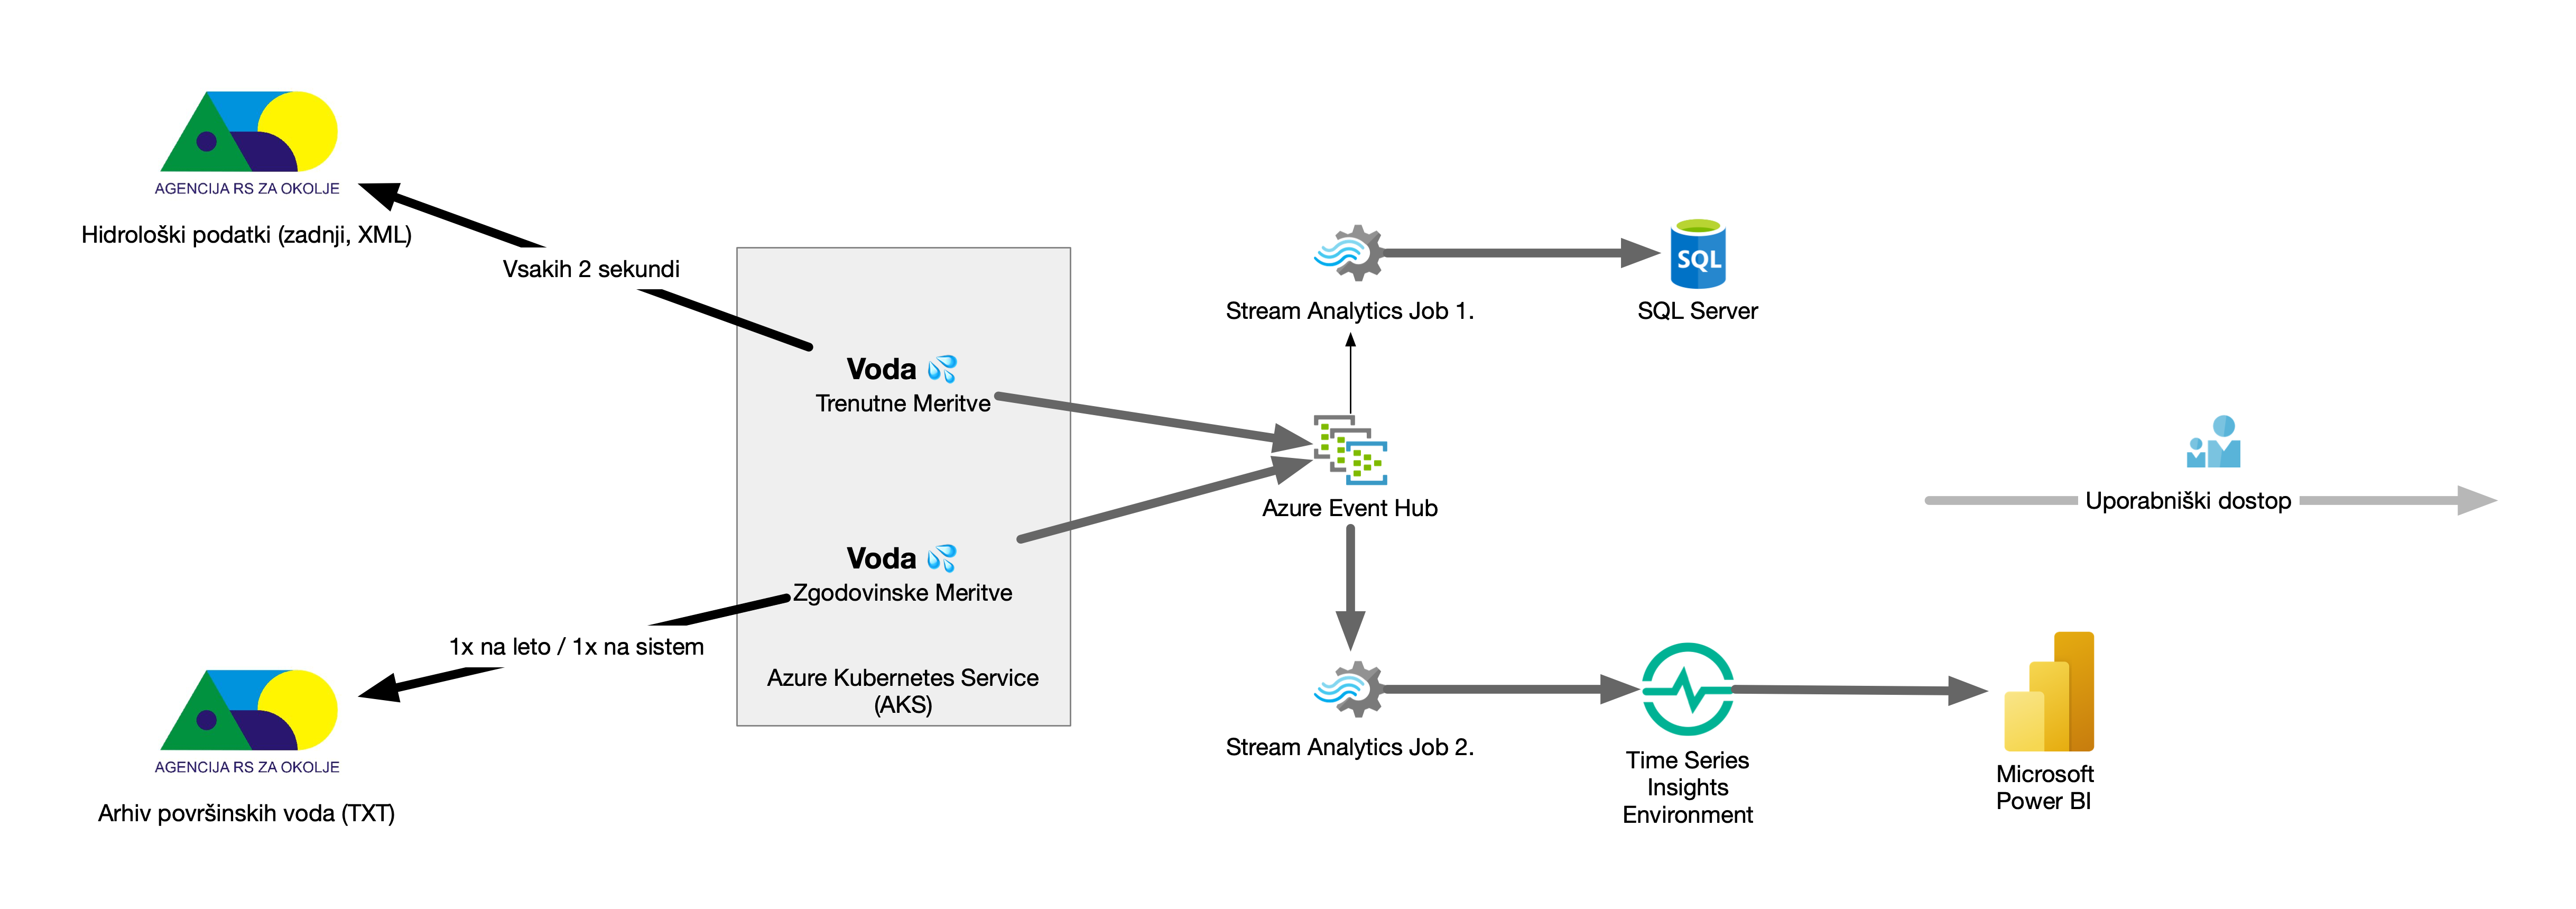 AGENCIJA RS ZA OKOLJE
Hidrološki podatki (zadnji, XML)
Vsakih 2 sekundi
Voda
Trenutne Meritve
Voda
Zgodovinske Meritve
Azure Kubernetes Service
(AKS)
1x na leto / 1x na sistem
AGENCIJA RS ZA OKOLJE
Arhiv površinskih voda (TXT)
Stream Analytics Job 1.
SQL
SQL Server
Azure Event Hub
Stream Analytics Job 2.
Time Series
Insights
Environment
Microsoft
Power BI
Uporabniški dostop